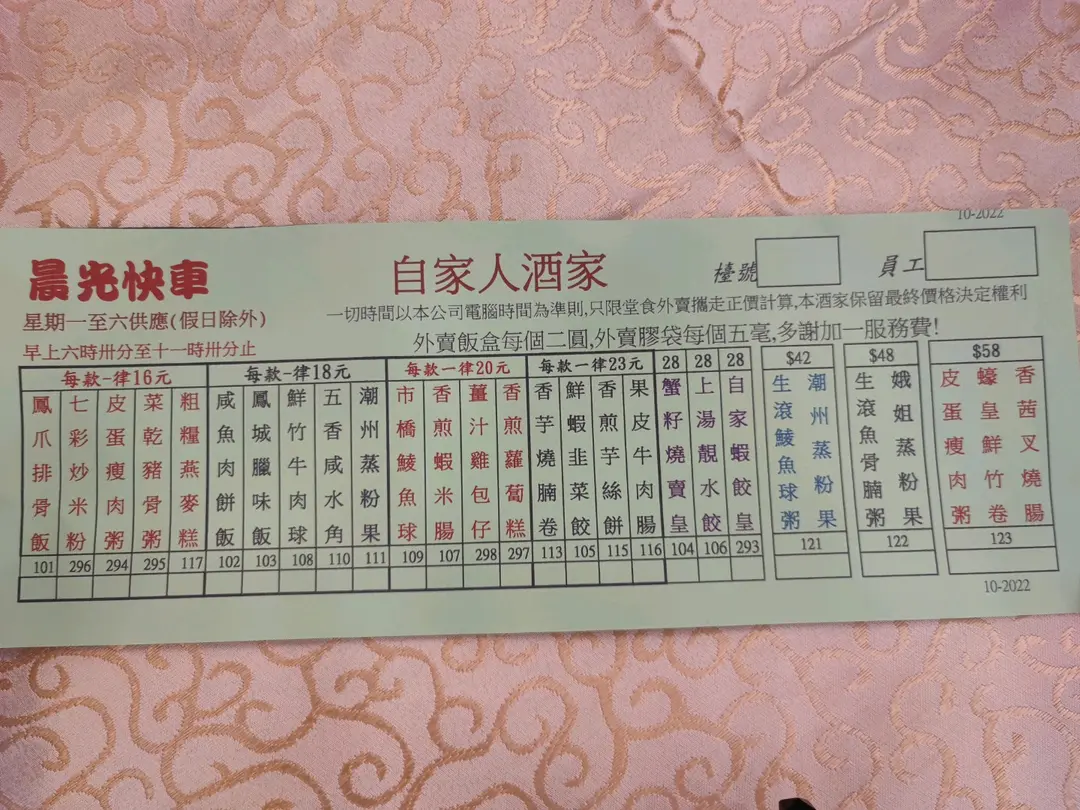 10-2022
晨光快車
自家人酒家
檯號
員工
星期一至六供應(假日除外)
一切時間以本公司電腦時間為準則,只限堂食外賣攜走正價計算,本酒家保留最終價格決定權利
早上六時卅分至十一時卅分止
外賣飯盒每個二圓,外賣膠袋每個五毫,多謝加一服務費!
每款-律16元
鳳爪排骨飯
101
七彩炒米粉
296
皮蛋瘦肉粥
294
菜乾豬骨粥
295
粗糧燕麥糕
117
每款-律18元
咸魚肉餅飯
102
鳳城臘味飯
103
鮮竹牛肉球
108
五香咸水角
110
潮州蒸粉果
111
每款一律20元
市橋鯪魚球
109
香煎蝦米腸
107
薑汁雞包仔
298
香煎蘿蔔糕
297
每款一律23元
香芋燒腩卷
113
鮮蝦韭菜餃
105
香煎芋絲餅
115
果皮牛肉腸
116
28
蟹籽燒賣皇
104
28
上湯靚水餃
106
28
自家蝦餃皇
293
$42
生滾鯪魚球粥
潮州蒸粉果
121
$48
生滾魚骨腩粥
娥姐蒸粉果
122
$58
皮蛋瘦肉粥
蠔皇鮮竹卷
香茜叉燒腸
123
10-2022